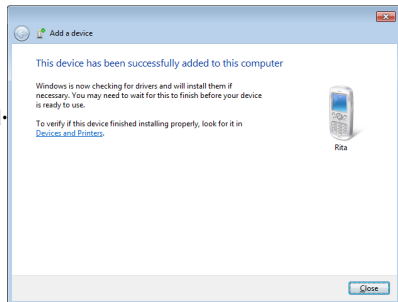 Add a device
This device has been successfully added to this computer
Windows is now checking for drivers and will install them if
necessary. You may need to wait for this to finish before your device
is ready to use.
To verify if this device finished installing properly, look for it in
Devices and Printers.
Rita
Close